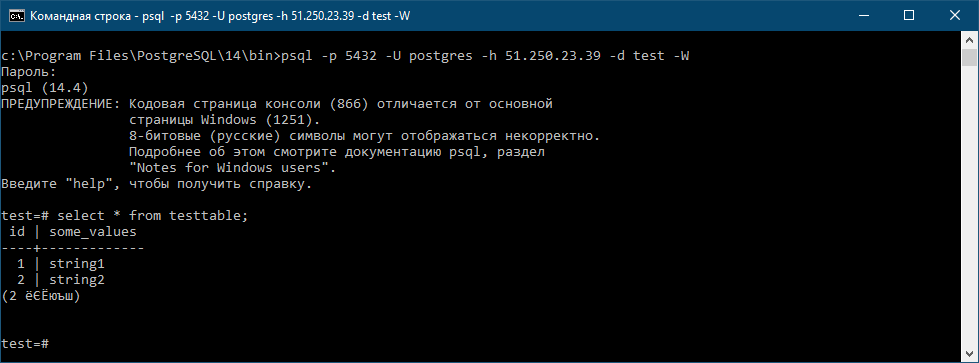 Командная строка - psql -p 5432 -U postgres -h 51.250.23.39 -d test -W
c:\Program Files\PostgreSQL\14\bin>psql -p 5432 -U postgres -h 51.250.23.39 -d test -W
Пароль:
psql (14.4)
ПРЕДУПРЕЖДЕНИЕ: Кодовая страница консоли (866) отличается от основной
                страницы Windows (1251).
                8-битовые (русские) символы могут отображаться некорректно.
                Подробнее об этом смотрите документацию psql, раздел
                "Notes for Windows users".
Введите "help", чтобы получить справку.
test=# select * from testtable;
 id | some_values
----+-------------
  1 | string1
  2 | string2
(2 ёЄЁюъш)
test=#